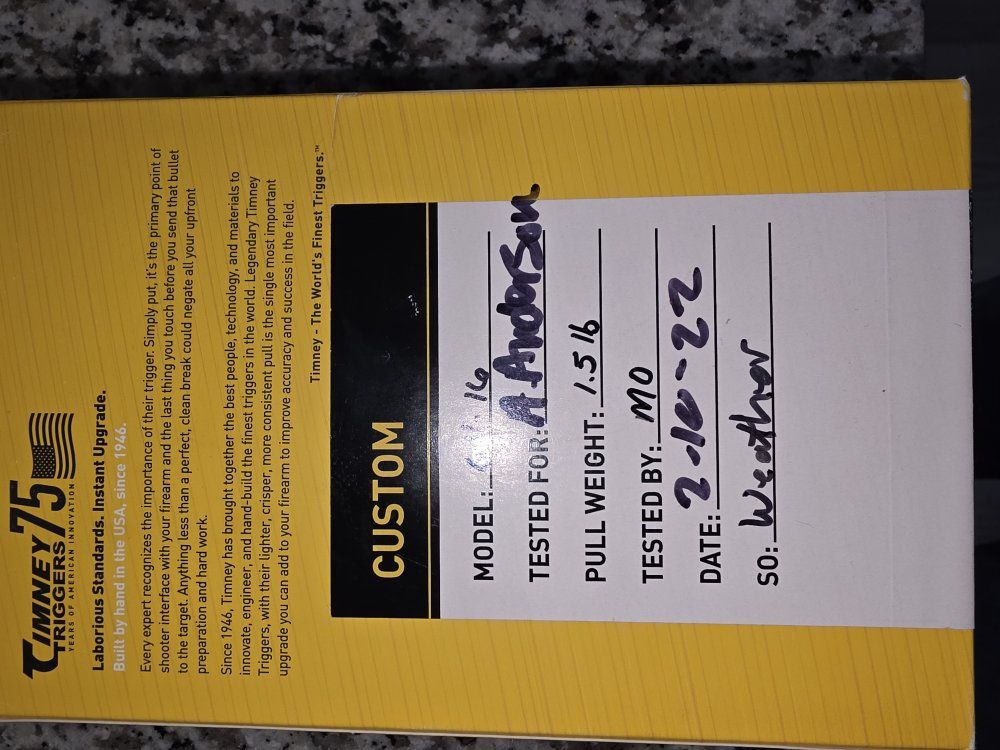 TIMNEY TRIGGERS 75
YEARS OF AMERICAN INNOVATION
Laborious Standards. Instant Upgrade.
Built by hand in the USA, since 1946.
Every expert recognizes the importance of their trigger. Simply put, it's the primary point of
shooter interface with your firearm and the last thing you touch before you send that bullet
to the target. Anything less than a perfect, clean break could negate all your upfront
preparation and hard work.
Since 1946, Timney has brought together the best people, technology, and materials to
innovate, engineer, and hand-build the finest triggers in the world. Legendary Timney
Triggers, with their lighter, crisper, more consistent pull is the single most important
upgrade you can add to your firearm to improve accuracy and success in the field.
Timney - The World's Finest Triggers.™
CUSTOM
MODEL: 16
TESTED FOR: A Anderson
PULL WEIGHT: 1.5 lb
TESTED BY: MO
DATE: 2-10-22
SO: